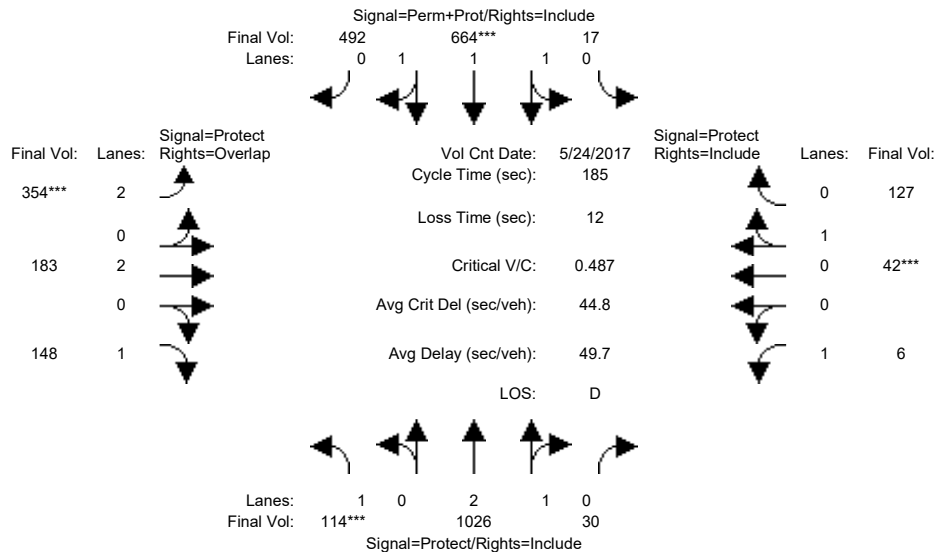 Signal=Perm+Prot/Rights=Include
Final Vol: 492 664*** 17
Lanes: 0 1 1 1 0
Signal=Protect Signal=Protect
Final Vol: Lanes: Rights=Overlap Vol Cnt Date: 5/24/2017 Rights=Include Lanes: Final Vol:
Cycle Time (sec): 185
354*** 2 0 127
Loss Time (sec): 12
0 1
183 2 Critical V/C: 0.487 0 42***
0 Avg Crit Del (sec/veh): 44.8 0
148 1 Avg Delay (sec/veh): 49.7 1 6
LOS: D
Lanes: 1 0 2 1 0
Final Vol: 114*** 1026 30
Signal=Protect/Rights=Include